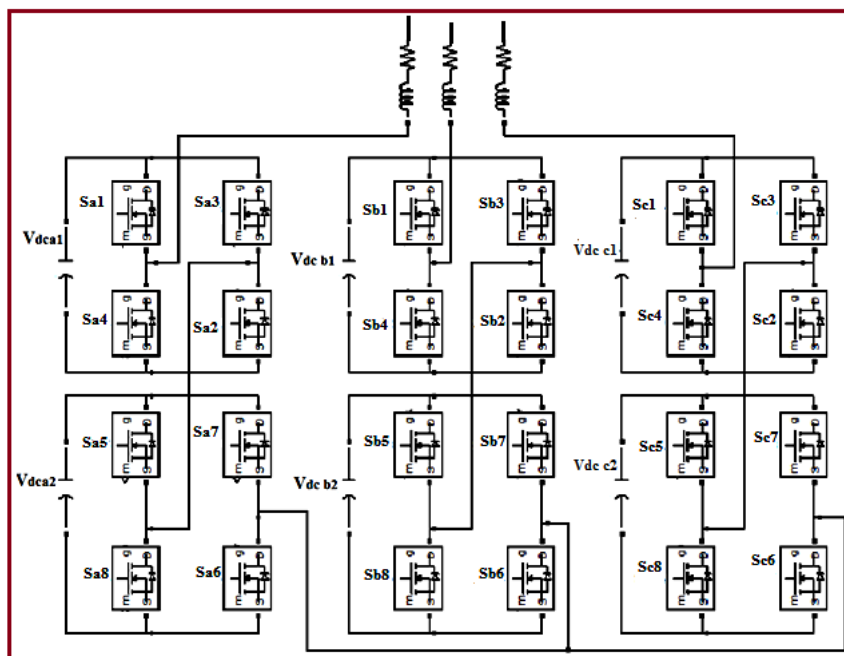 Sa1
Sa3
Vdca1
Sa4
Sa2
Sb1
Sb3
Vdc b1
Sb4
Sb2
Sc1
Sc3
Vdc c1
Sc4
Sc2
Sa5
Sa7
Vdca2
Sa8
Sa6
Sb5
Sb7
Vdc b2
Sb8
Sb6
Sc5
Sc7
Vdc c2
Sc8
Sc6